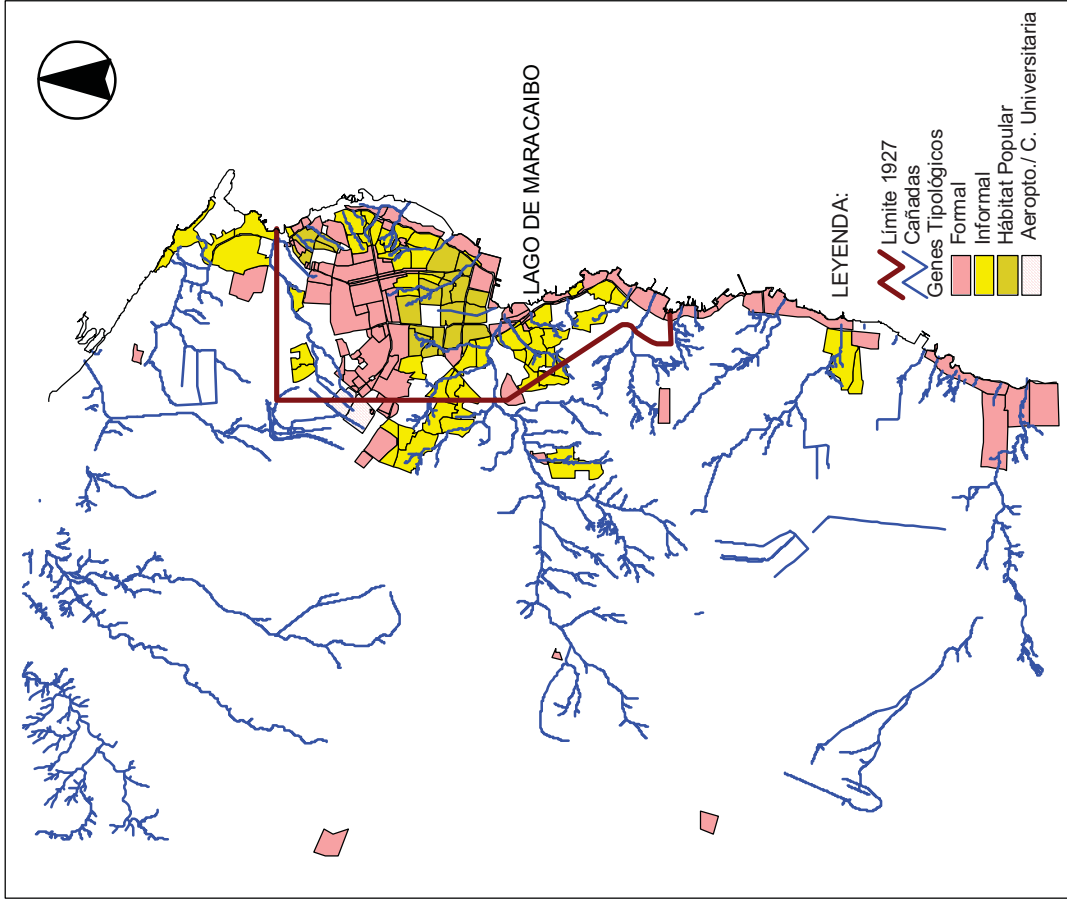 LAGO DE MARACAIBO
LEYENDA:
Límite 1927
Cañadas
Genes Tipológicos
Formal
Informal
Hábitat Popular
Aeropto./ C. Universitaria